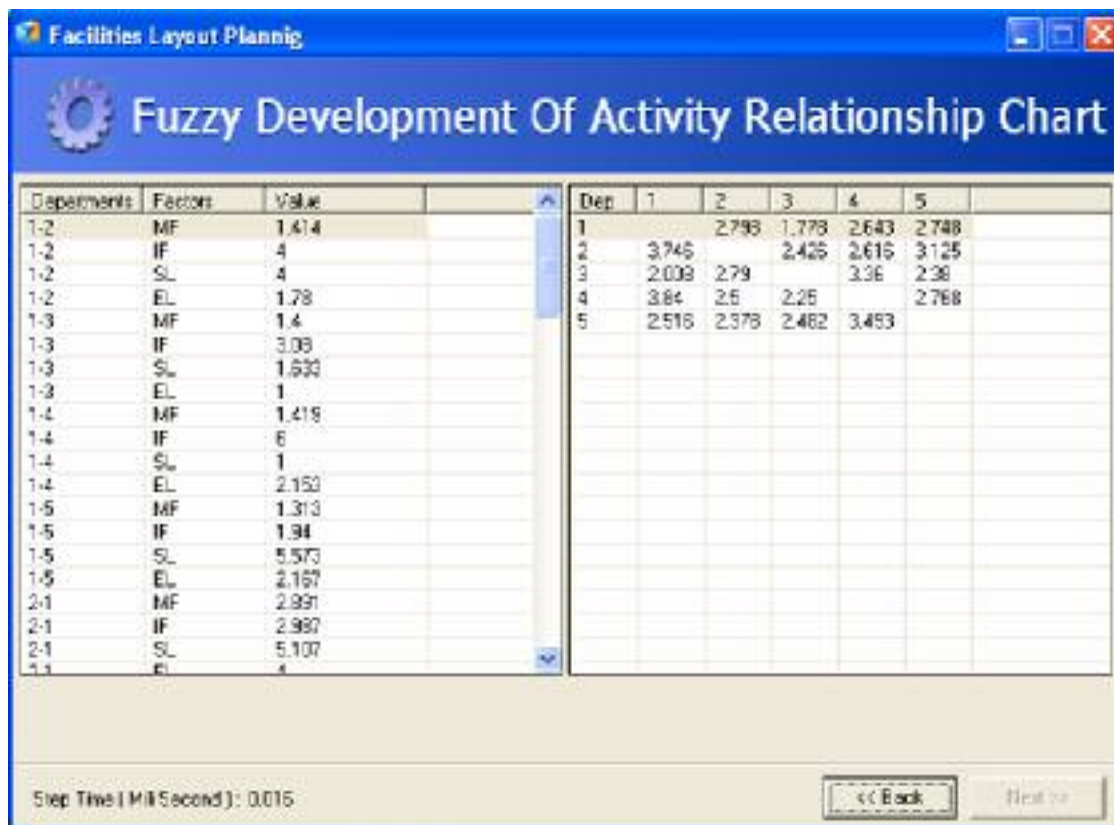 Facilities Layout Plannig
Fuzzy Development Of Activity Relationship Chart
Departments Factors Value
1-2 MF 1.414
1-2 IF 4
1-2 SL 4
1-2 EL 1.78
1-3 MF 1.4
1-3 IF 3.08
1-3 SL 1.633
1-3 EL 1
1-4 MF 1.419
1-4 IF 6
1-4 SL 1
1-4 EL 2.153
1-5 MF 1.313
1-5 IF 1.94
1-5 SL 5.573
1-5 EL 2.167
2-1 MF 2.891
2-1 IF 2.987
2-1 SL 5.107
2-1 EL 4
Dep 1 2 3 4 5
1 2.798 1.778 2.643 2.748
2 3.746 2.426 2.616 3.125
3 2.008 2.79 3.36 2.38
4 3.84 2.5 2.25 2.768
5 2.516 2.378 2.482 3.493
Step Time ( Mili Second ) : 0.016
<< Back
Next >>